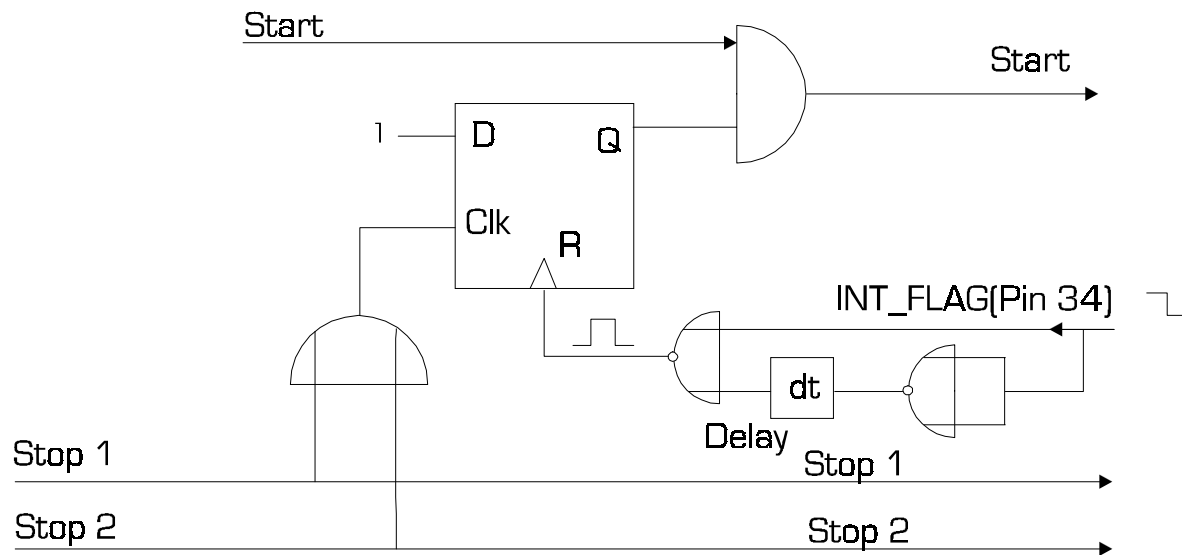 Start
Start
1
D
Q
Clk
R
INT_FLAG(Pin 34)
dt
Delay
Stop 1
Stop 1
Stop 2
Stop 2